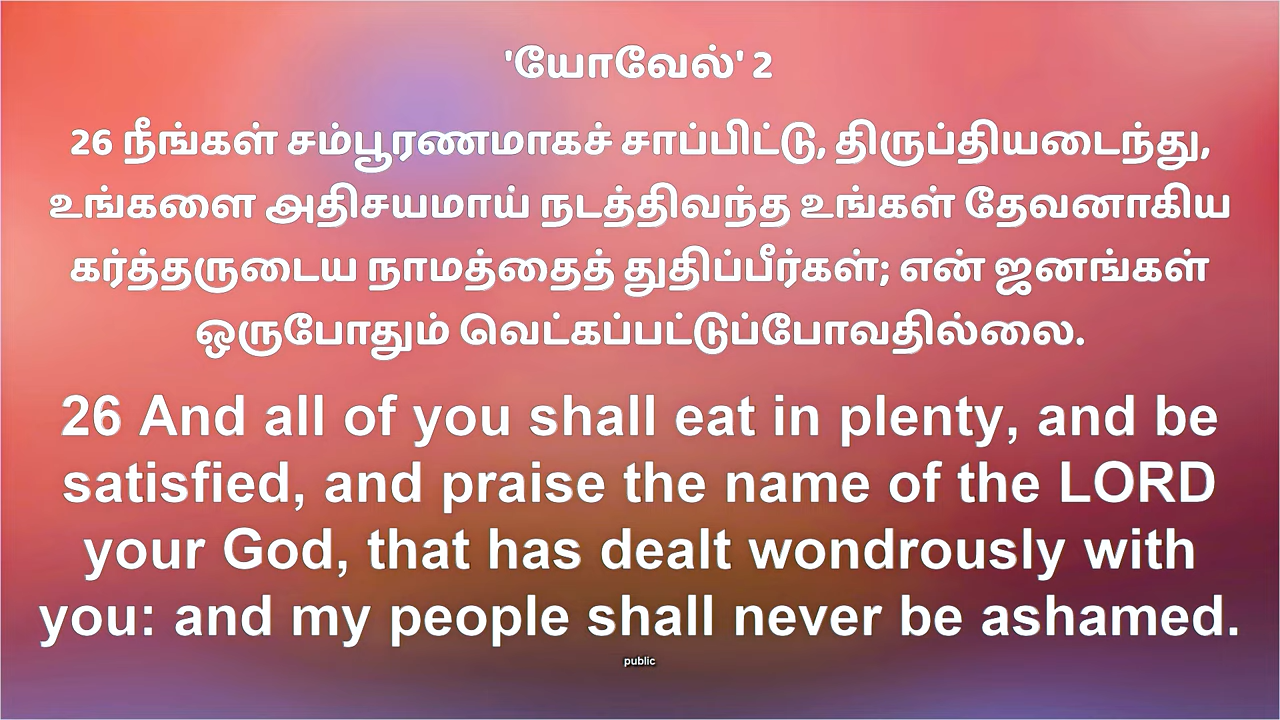 'யோவேல்' 2
26 நீங்கள் சம்பூரணமாகச் சாப்பிட்டு, திருப்தியடைந்து,
உங்களை அதிசயமாய் நடத்திவந்த உங்கள் தேவனாகிய
கர்த்தருடைய நாமத்தைத் துதிப்பீர்கள்; என் ஜனங்கள்
ஒருபோதும் வெட்கப்பட்டுப்போவதில்லை.
26 And all of you shall eat in plenty, and be
satisfied, and praise the name of the LORD
your God, that has dealt wondrously with
you: and my people shall never be ashamed.
public